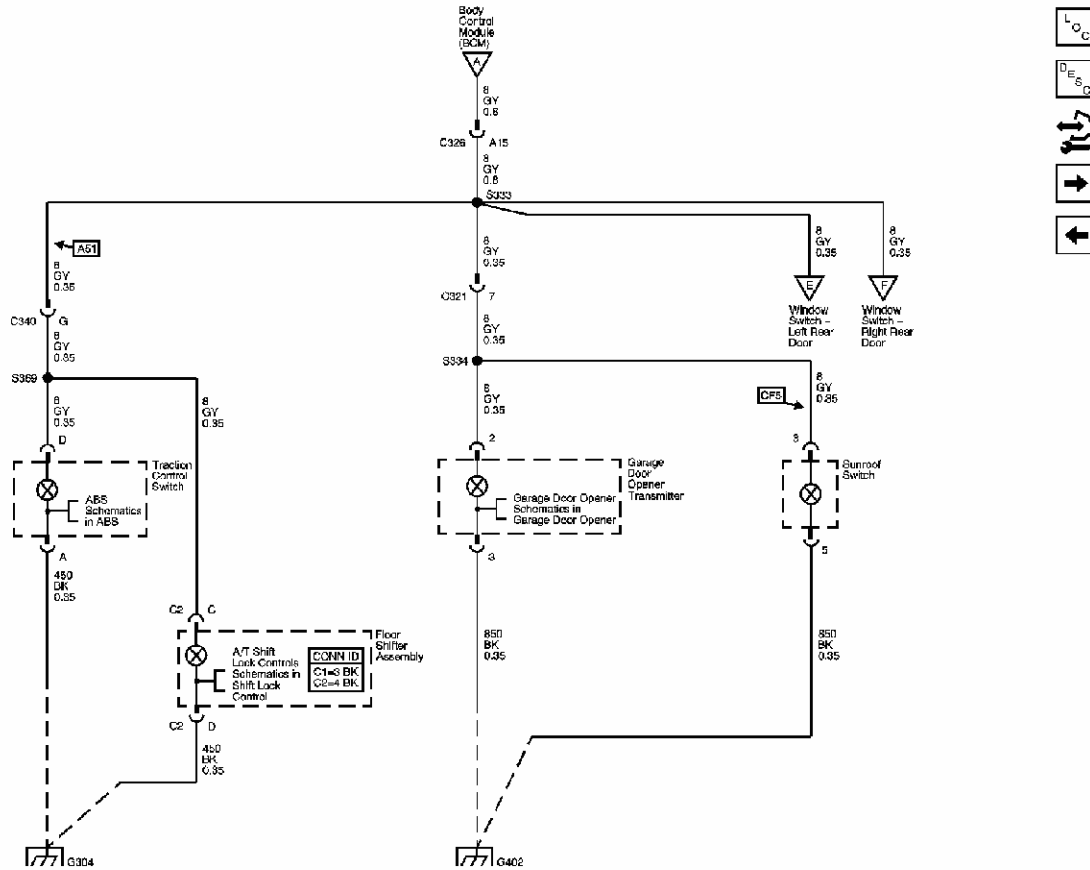 Body
Control
Module
(BCM)
A
8
GY
0.8
C326 A15
8
GY
0.8
S333
A51
8
GY
0.35
C340 G
8
GY
0.35
S369
8
GY
0.35
8
GY
0.35
D
Traction
Control
Switch
ABS
Schematics
in ABS
A
450
BK
0.35
C2 C
Floor
Shifter
Assembly
A/T Shift
Lock Controls
Schematics in
Shift Lock
Control
CONN ID
C1=3 BK
C2=4 BK
C2 D
450
BK
0.35
G304
8
GY
0.35
C321 7
8
GY
0.35
S334
8
GY
0.35
2
Garage
Door
Opener
Transmitter
Garage Door Opener
Schematics in
Garage Door Opener
3
850
BK
0.35
G402
8
GY
0.35
E
Window
Switch –
Left Rear
Door
8
GY
0.35
F
Window
Switch –
Right Rear
Door
CF5
8
GY
0.35
3
Sunroof
Switch
5
850
BK
0.35
LOC
DESC